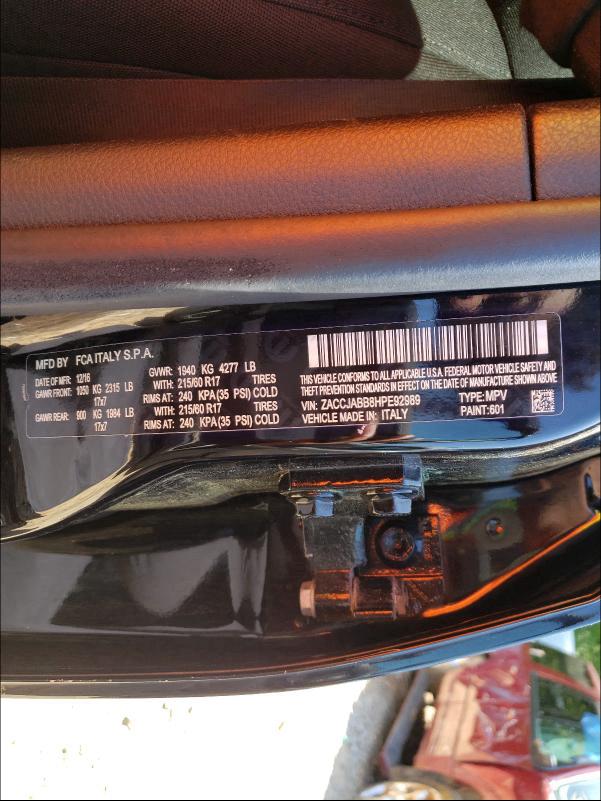 MFD BY FCA ITALY S.P.A.
DATE OF MFD: 12/16 GVWR: 1940 KG 4277 LB
GAWR FRONT: 1050 KG 2315 LB WITH: 215/60 R17 TIRES
17x7 RIMS AT: 240 KPA(35 PSI) COLD
GAWR REAR: 900 KG 1984 LB WITH: 215/60 R17 TIRES
17x7 RIMS AT: 240 KPA(35 PSI) COLD
THIS VEHICLE CONFORMS TO ALL APPLICABLE U.S.A. FEDERAL MOTOR VEHICLE SAFETY
AND THEFT PREVENTION STANDARDS IN EFFECT ON THE DATE OF MANUFACTURE SHOWN ABOVE.
VIN: ZACCJABB8HPE92989 TYPE: MPV
VEHICLE MADE IN: ITALY PAINT: 601